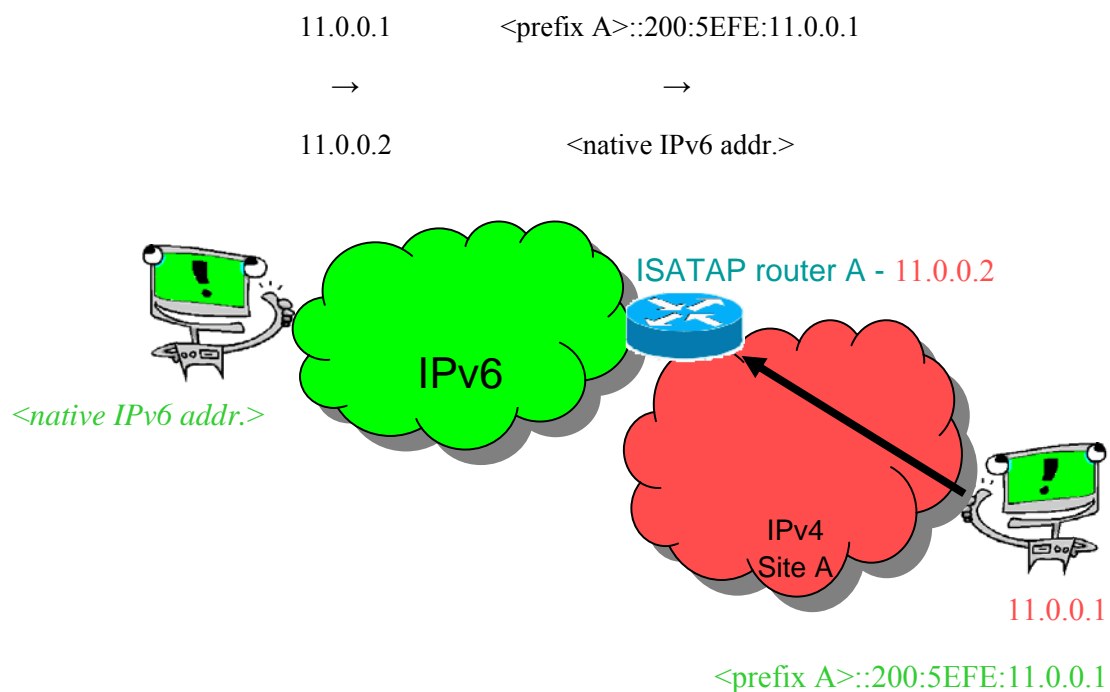 11.0.0.1 <prefix A>::200:5EFE:11.0.0.1
→ →
11.0.0.2 <native IPv6 addr.>
ISATAP router A - 11.0.0.2
!
IPv6
<native IPv6 addr.>
!
IPv4
Site A
11.0.0.1
<prefix A>::200:5EFE:11.0.0.1